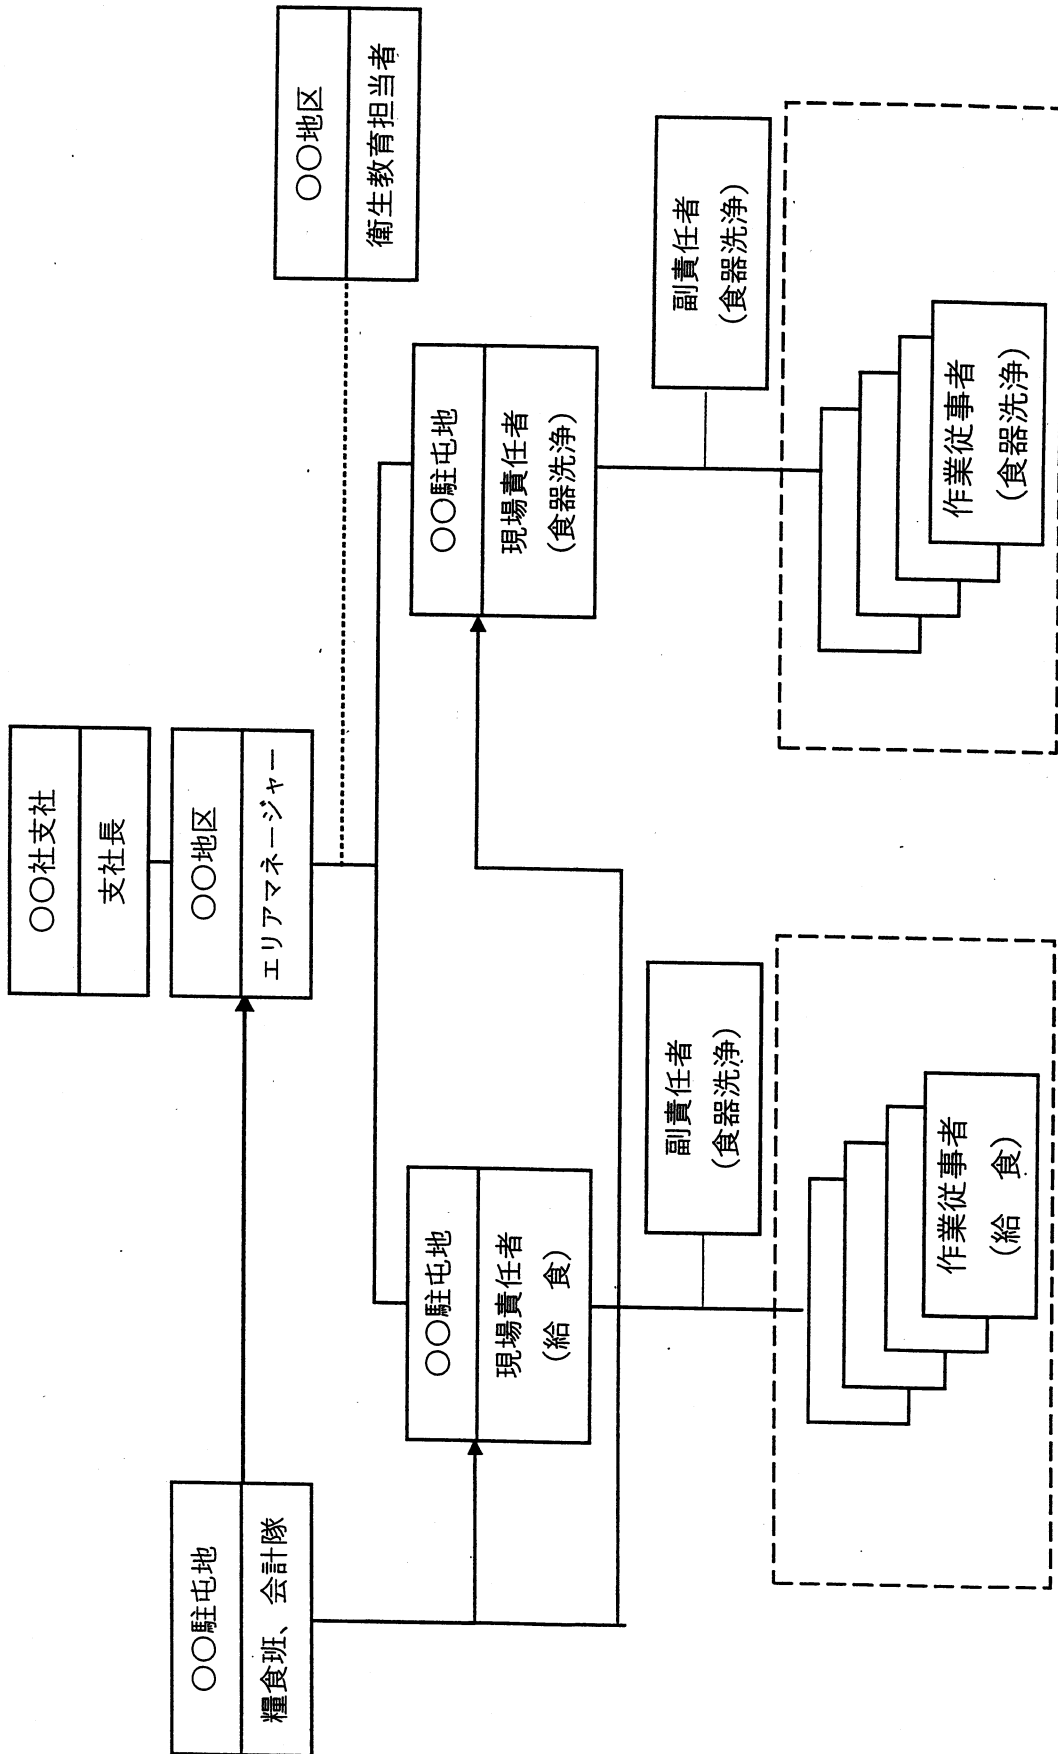 〇〇社支社
支社長
〇〇地区
エリアマネージャー
〇〇地区
衛生教育担当者
〇〇駐屯地
糧食班、会計隊
〇〇駐屯地
現場責任者
(給　食)
〇〇駐屯地
現場責任者
(食器洗浄)
副責任者
(食器洗浄)
副責任者
(食器洗浄)
作業従事者
(給　食)
作業従事者
(食器洗浄)